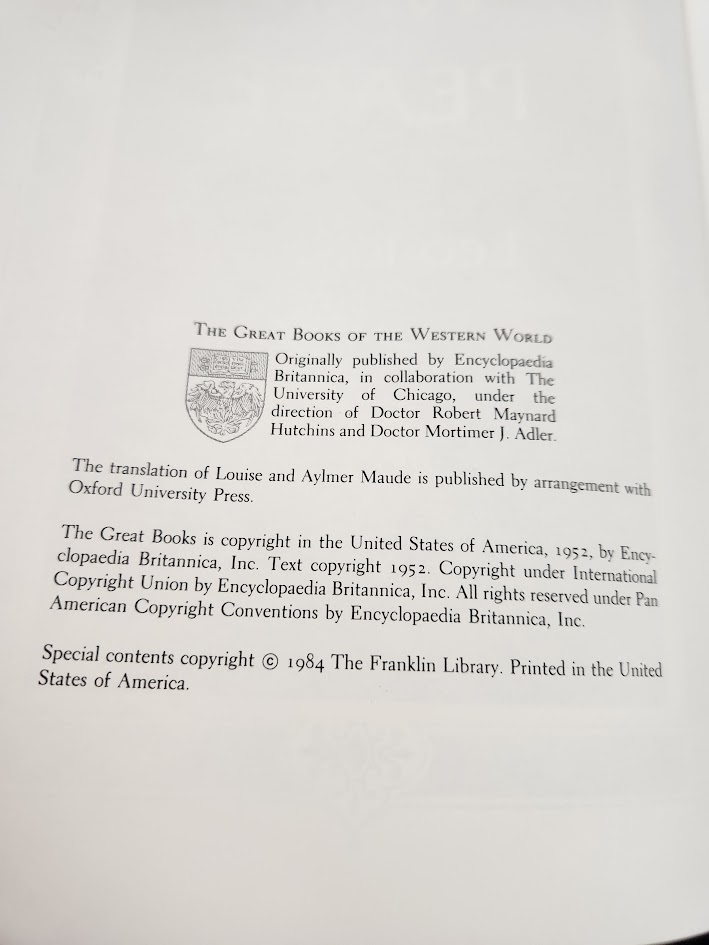 THE GREAT BOOKS OF THE WESTERN WORLD
Originally published by Encyclopaedia
Britannica, in collaboration with The
University of Chicago, under the
direction of Doctor Robert Maynard
Hutchins and Doctor Mortimer J. Adler.
The translation of Louise and Aylmer Maude is published by arrangement with
Oxford University Press.
The Great Books is copyright in the United States of America, 1952, by Ency-
clopaedia Britannica, Inc. Text copyright 1952. Copyright under International
Copyright Union by Encyclopaedia Britannica, Inc. All rights reserved under Pan
American Copyright Conventions by Encyclopaedia Britannica, Inc.
Special contents copyright © 1984 The Franklin Library. Printed in the United
States of America.